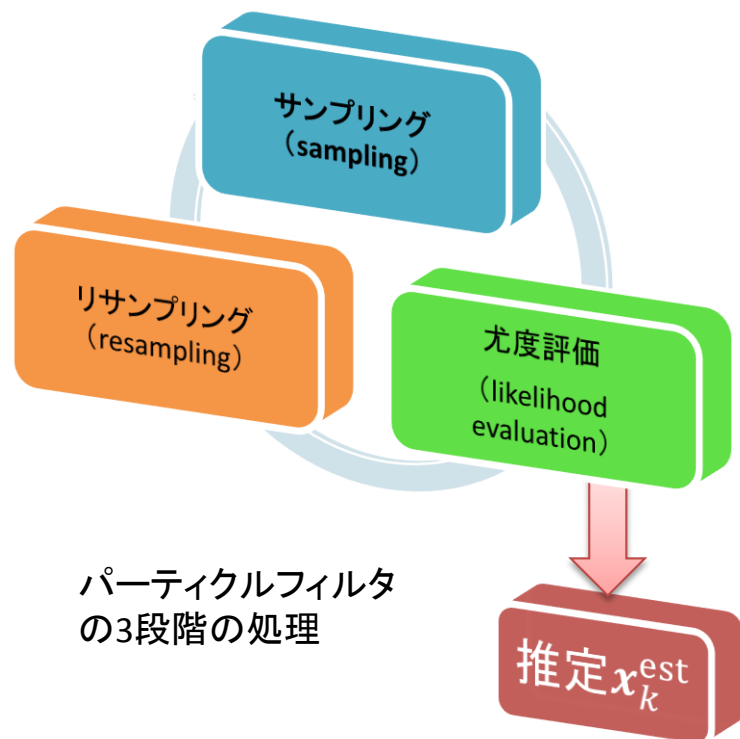 サンプリング
（sampling）
リサンプリング
（resampling）
尤度評価
（likelihood
evaluation）
パーティクルフィルタ
の3段階の処理
推定x_k^est